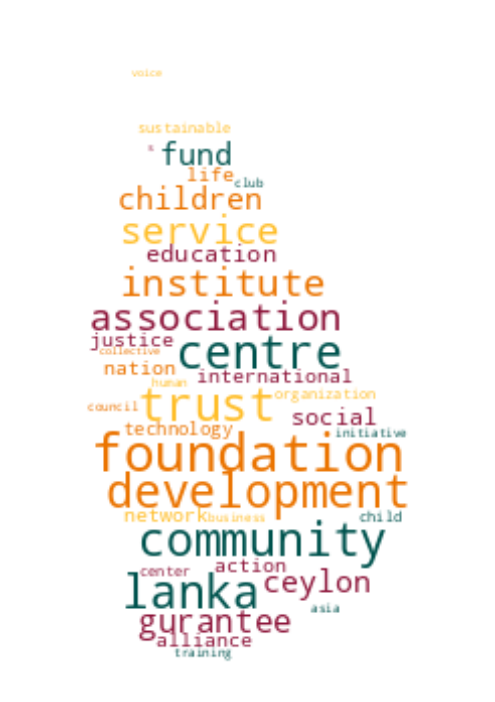 voice
sustainable
fund
life
club
children
service
education
institute
association
justice
centre
collective
nation
international
human
trust
organization
council
social
technology
initiative
foundation
development
network
business
child
community
action
center
ceylon
lanka
asia
gurantee
alliance
training